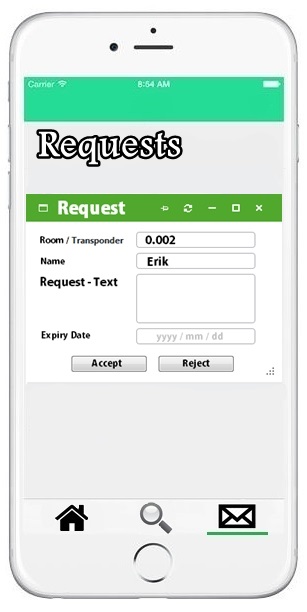 Carrier 8:54 AM
Requests
Request
Room / Transponder 0.002
Name Erik
Request - Text
Expiry Date yyyy / mm / dd
Accept Reject